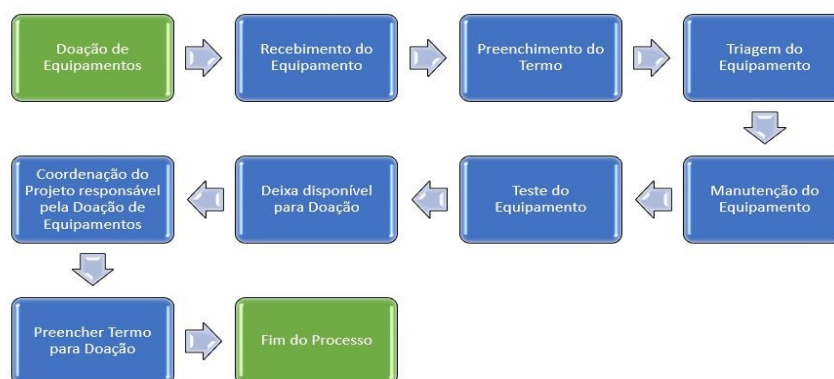 Doação de
Equipamentos
Recebimento do
Equipamento
Preenchimento do
Termo
Triagem do
Equipamento
Manutenção do
Equipamento
Teste do
Equipamento
Deixa disponível
para Doação
Coordenação do
Projeto responsável
pela Doação de
Equipamentos
Preencher Termo
para Doação
Fim do Processo